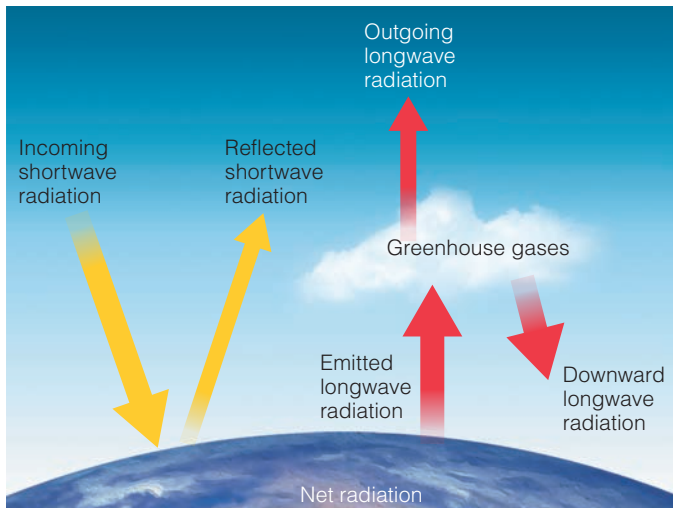 Outgoing
longwave
radiation
Incoming
shortwave
radiation
Reflected
shortwave
radiation
Greenhouse gases
Emitted
longwave
radiation
Downward
longwave
radiation
Net radiation